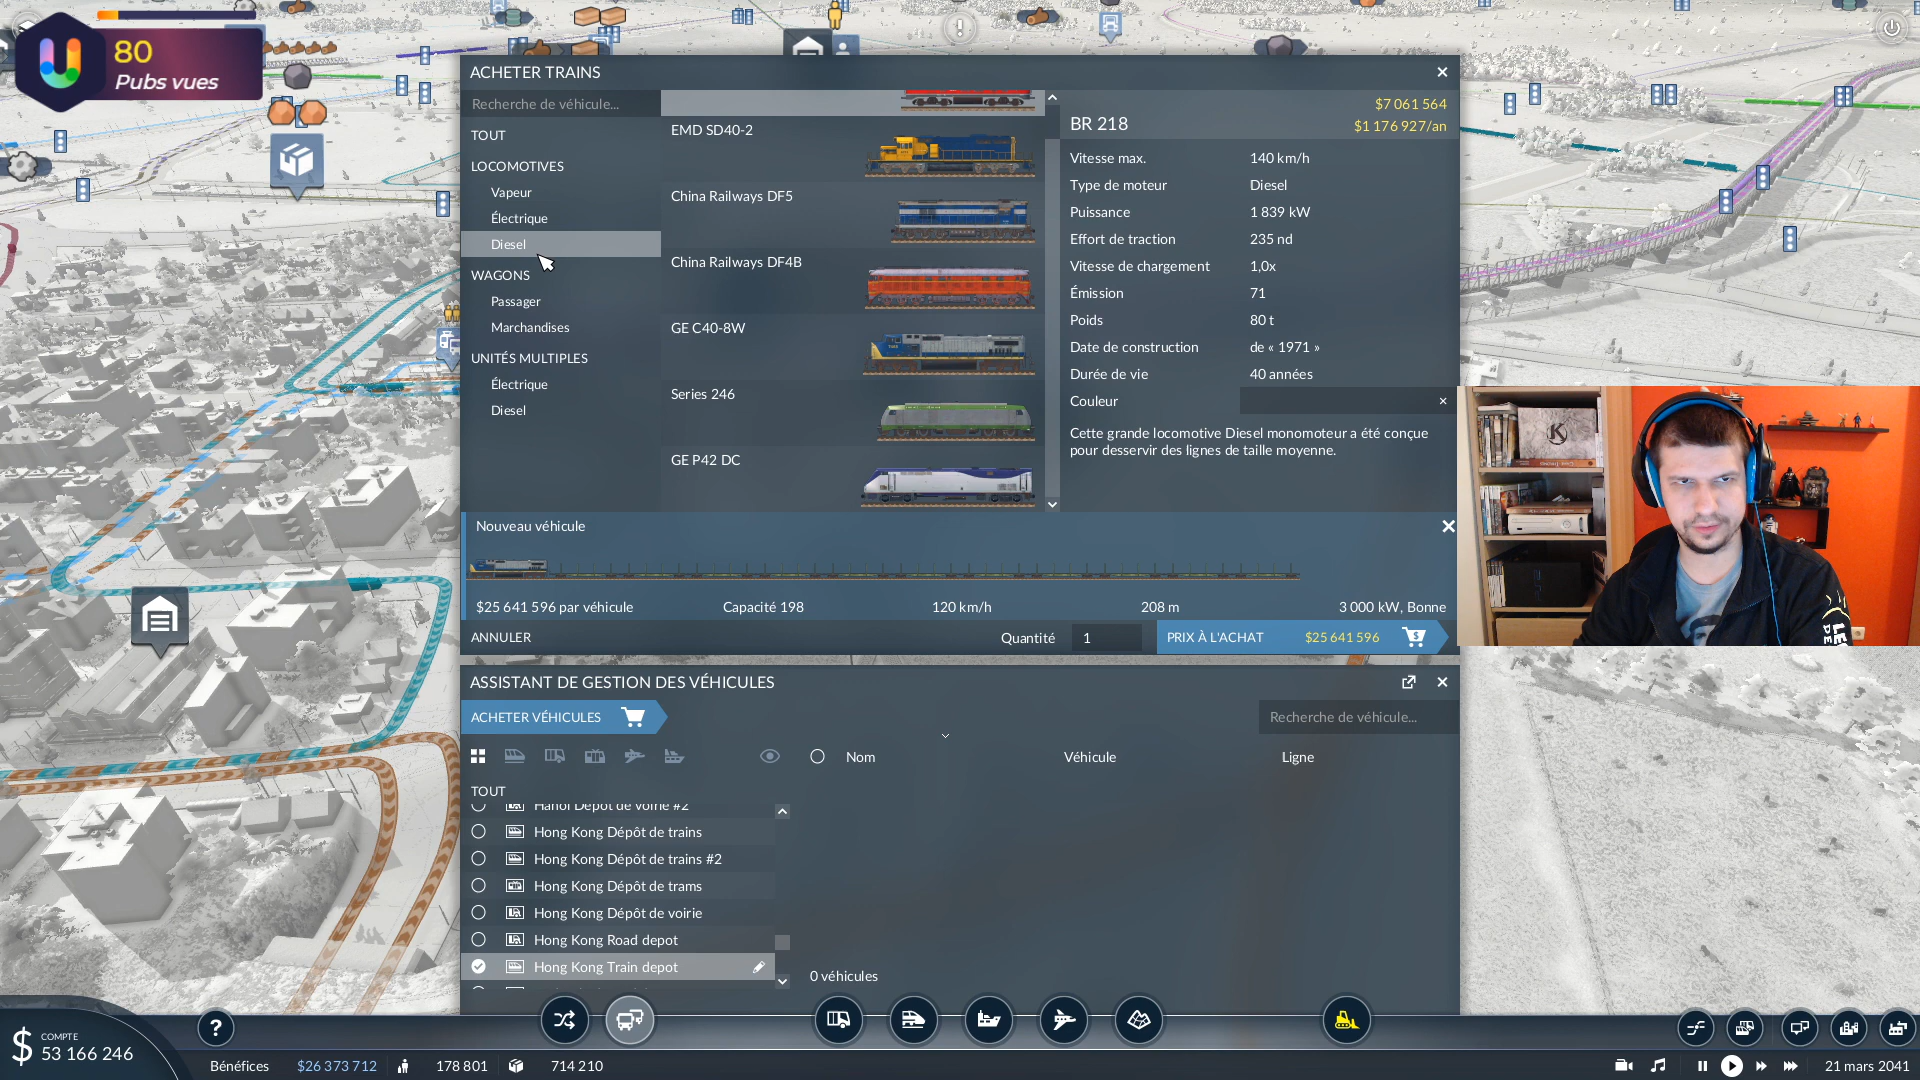 80
Pubs vues
ACHETER TRAINS
Recherche de véhicule...
TOUT
LOCOMOTIVES
Vapeur
Électrique
Diesel
WAGONS
Passager
Marchandises
UNITÉS MULTIPLES
Électrique
Diesel
EMD SD40-2
China Railways DF5
China Railways DF4B
GE C40-8W
Series 246
GE P42 DC
$7 061 564
BR 218
$1 176 927/an
Vitesse max. 140 km/h
Type de moteur Diesel
Puissance 1 839 kW
Effort de traction 235 nd
Vitesse de chargement 1,0x
Émission 71
Poids 80 t
Date de construction de « 1971 »
Durée de vie 40 années
Couleur
Cette grande locomotive Diesel monomoteur a été conçue
pour desservir des lignes de taille moyenne.
Nouveau véhicule
$25 641 596 par véhicule Capacité 198 120 km/h 208 m 3 000 kW, Bonne
ANNULER Quantité 1 PRIX À L'ACHAT $25 641 596
ASSISTANT DE GESTION DES VÉHICULES
ACHETER VÉHICULES
Recherche de véhicule...
Nom Véhicule Ligne
TOUT
Hanoi Dépôt de voirie #2
Hong Kong Dépôt de trains
Hong Kong Dépôt de trains #2
Hong Kong Dépôt de trams
Hong Kong Dépôt de voirie
Hong Kong Road depot
Hong Kong Train depot
0 véhicules
?
$ COMPTE
53 166 246
Bénéfices $26 373 712 178 801 714 210
21 mars 2041